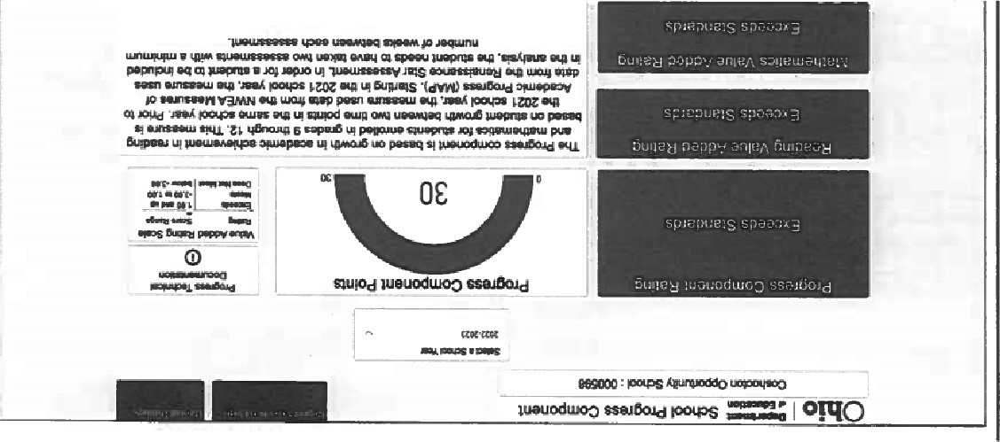 Ohio | Department of Education School Progress Component
Coshocton Opportunity School : 000598
Select a School Year
2022-2023
Progress Component Rating
Exceeds Standards
Progress Component Points
30
0
30
Progress Technical
Documentation
Value Added Rating Scale
Rating Score Range
Exceeds 1.00 and up
Meets -3.00 to 1.00
Does Not Meet below -3.00
Reading Value Added Rating
Exceeds Standards
Mathematics Value Added Rating
Exceeds Standards
The Progress component is based on growth in academic achievement in reading
and mathematics for students enrolled in grades 9 through 12. This measure is
based on student growth between two time points in the same school year. Prior to
the 2021 school year, the measure used data from the NWEA Measures of
Academic Progress (MAP). Starting in the 2021 school year, the measure uses
date from the Renaissance Star Assessment. In order for a student to be included
in the analysis, the student needs to have taken two assessments with a minimum
number of weeks between each assessment.